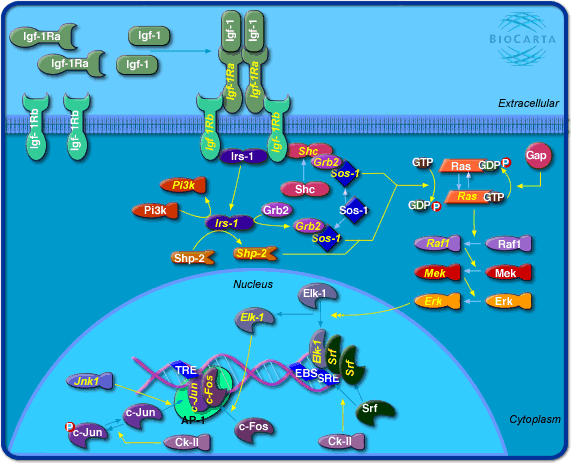 BIOCARTA
Igf-1Ra
Igf-1
Igf-1
Igf-1
Igf-1
Igf-1Ra
Igf-1Ra
Igf-1Ra
Extracellular
Igf-1Rb
Igf-1Rb
Igf-1Rb
Igf-1Rb
Irs-1
Shc
Grb2
Sos-1
GTP
Ras
GDP P
Gap
Pi3k
Shc
Ras
GTP
GDP P
Pi3k
Irs-1
Grb2
Sos-1
Grb2
Sos-1
Raf1
Raf1
Shp-2
Shp-2
Mek
Mek
Nucleus
Elk-1
Erk
Erk
Elk-1
Elk-1
Srf
Srf
TRE
EBS
SRE
Jnk1
c-Jun
c-Fos
c-Jun
AP-1
Srf
P
c-Jun
c-Fos
Ck-II
Ck-II
Cytoplasm